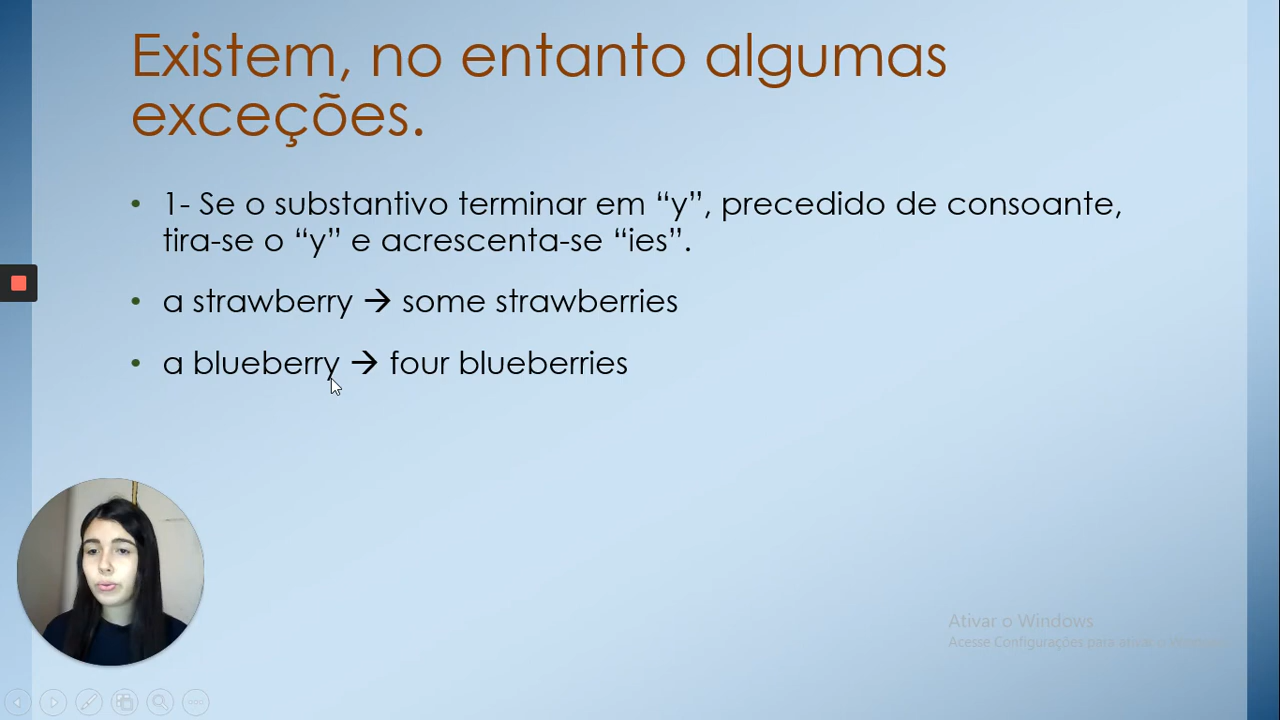 Existem, no entanto algumas
exceções.
• 1- Se o substantivo terminar em “y”, precedido de consoante,
tira-se o “y” e acrescenta-se “ies”.
• a strawberry → some strawberries
• a blueberry → four blueberries
Ativar o Windows
Acesse Configurações para ativar o Windows.